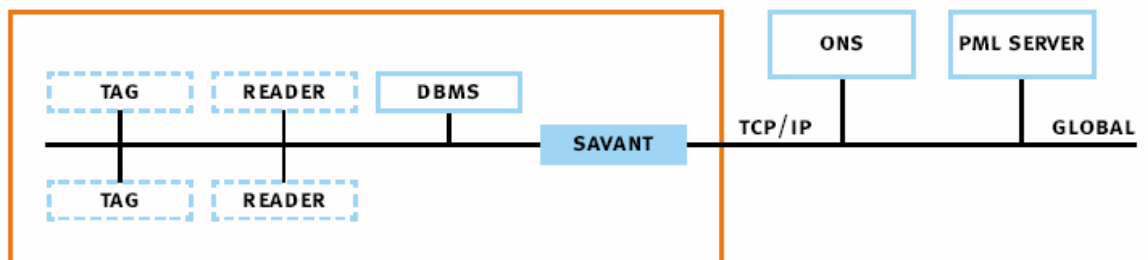 ONS
PML SERVER
TAG
READER
DBMS
TCP/IP
GLOBAL
SAVANT
TAG
READER